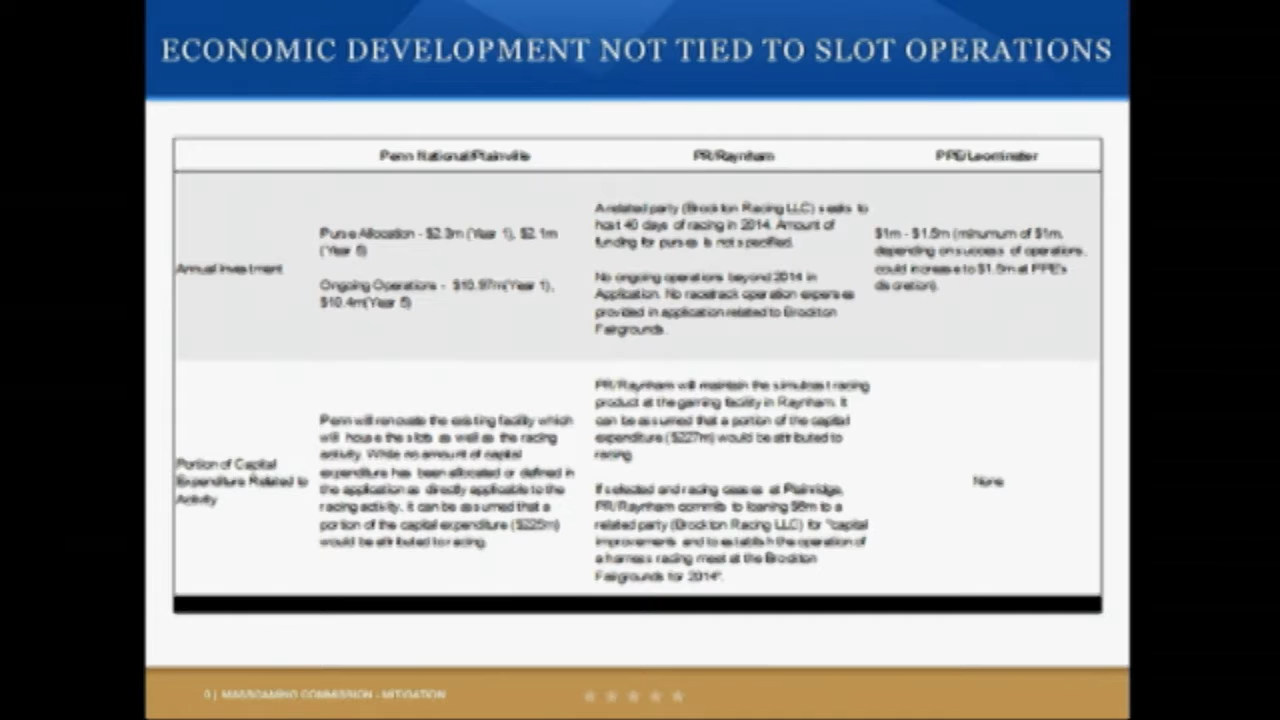 ECONOMIC DEVELOPMENT NOT TIED TO SLOT OPERATIONS
Penn National/Plainville
PR/Raynham
PPE/Leominster
Annual Investment
Purse Allocation - $2.3m (Year 1), $2.1m
(Year 5)
Ongoing Operations - $10.97m(Year 1),
$10.4m(Year 5)
A related party (Brockton Racing LLC) seeks to
host 40 days of racing in 2014. Amount of
funding for purses is not specified.
No ongoing operations beyond 2014 in
Application. No racetrack operation expenses
provided in application related to Brockton
Fairgrounds.
$1m - $1.5m (minumum of $1m,
depending on success of operations,
could increase to $1.5m at PPE's
discretion).
Portion of Capital
Expenditure Related to
Activity
Penn will renovate the existing facility which
will house the slots as well as the racing
activity. While no amount of capital
expenditure has been allocated or defined in
the application as directly applicable to the
racing activity, it can be assumed that a
portion of the capital expenditure ($225m)
would be attributed to racing.
PR/Raynham will maintain the simulcast racing
product at the gaming facility in Raynham. It
can be assumed that a portion of the capital
expenditure ($227m) would be attributed to
racing.
If selected and racing ceases at Plainridge,
PR/Raynham commits to loaning to a
related party (Brockton Racing LLC) for "capital
improvements and to establish the operation of
a harness racing meet at the Brockton
Fairgrounds for 2014".
None
| MASSGAMING COMMISSION - MITIGATION